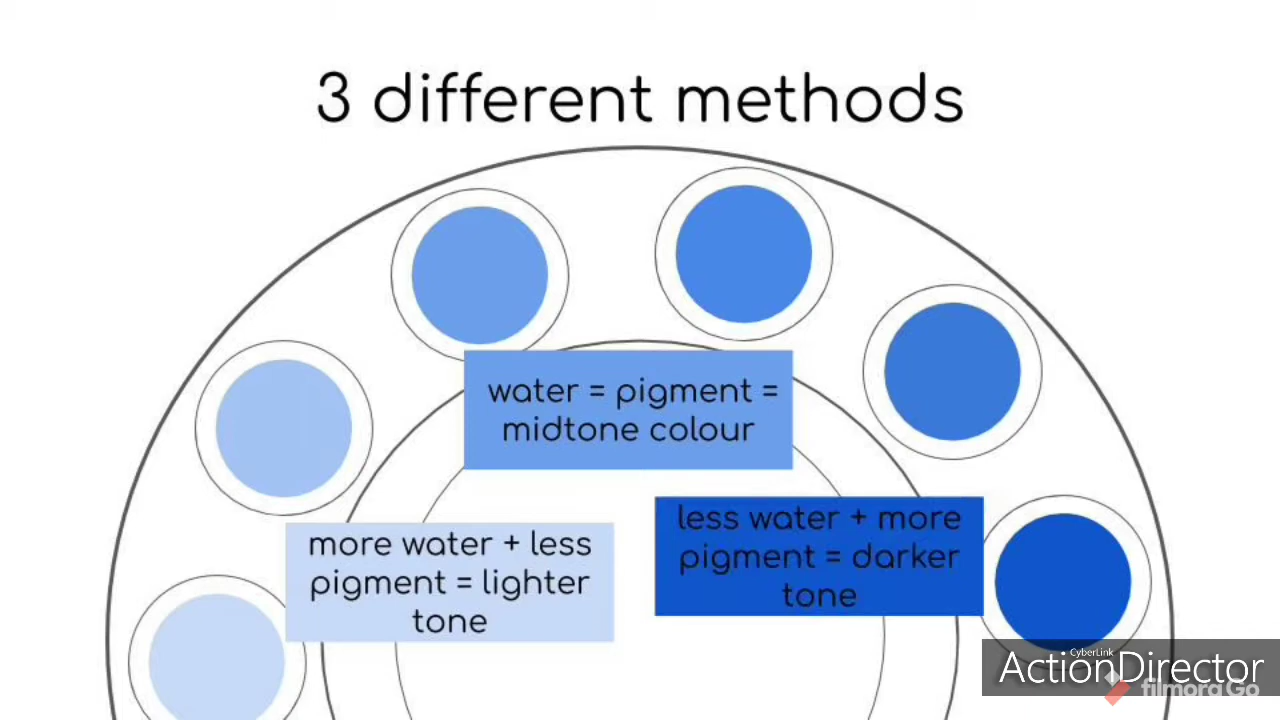 3 different methods
water = pigment =
midtone colour
less water + more
pigment = darker
tone
more water + less
pigment = lighter
tone
CyberLink
ActionDirector
filmora Go